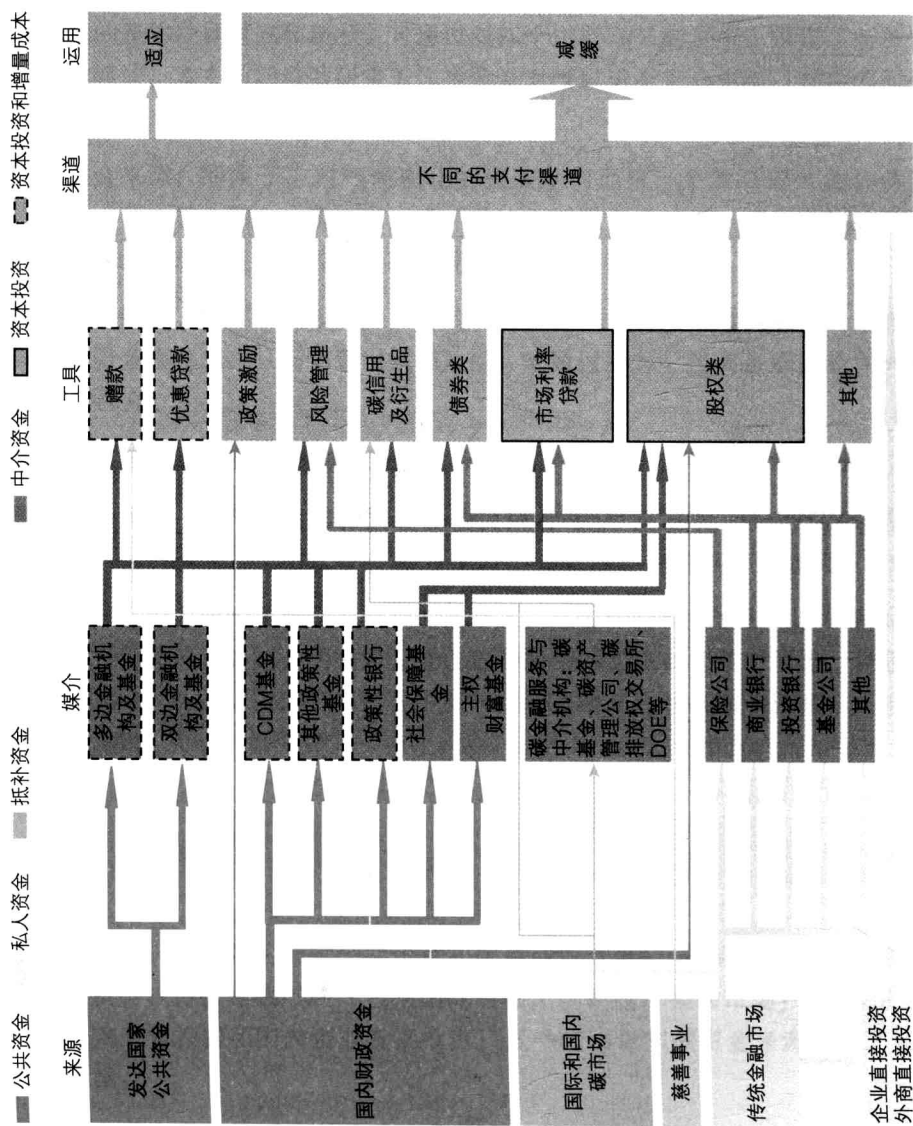 公共资金
私人资金
抵补资金
中介资金
资本投资
资本投资和增量成本
来源
媒介
工具
渠道
运用
发达国家
公共资金
国内财政资金
国际和国内
碳市场
慈善事业
传统金融市场
企业直接投资
外商直接投资
多边金融机
构及基金
双边金融机
构及基金
CDM基金
其他政策性
基金
政策性银行
社会保障基
金
主权
财富基金
碳金融服务与
中介机构：碳
基金、碳资产
管理公司、碳
排放权交易所、
DOE等
保险公司
商业银行
投资银行
基金公司
其他
赠款
优惠贷款
政策激励
风险管理
碳信用
及衍生品
债券类
市场利率
贷款
股权类
其他
不同的支付渠道
适应
减缓